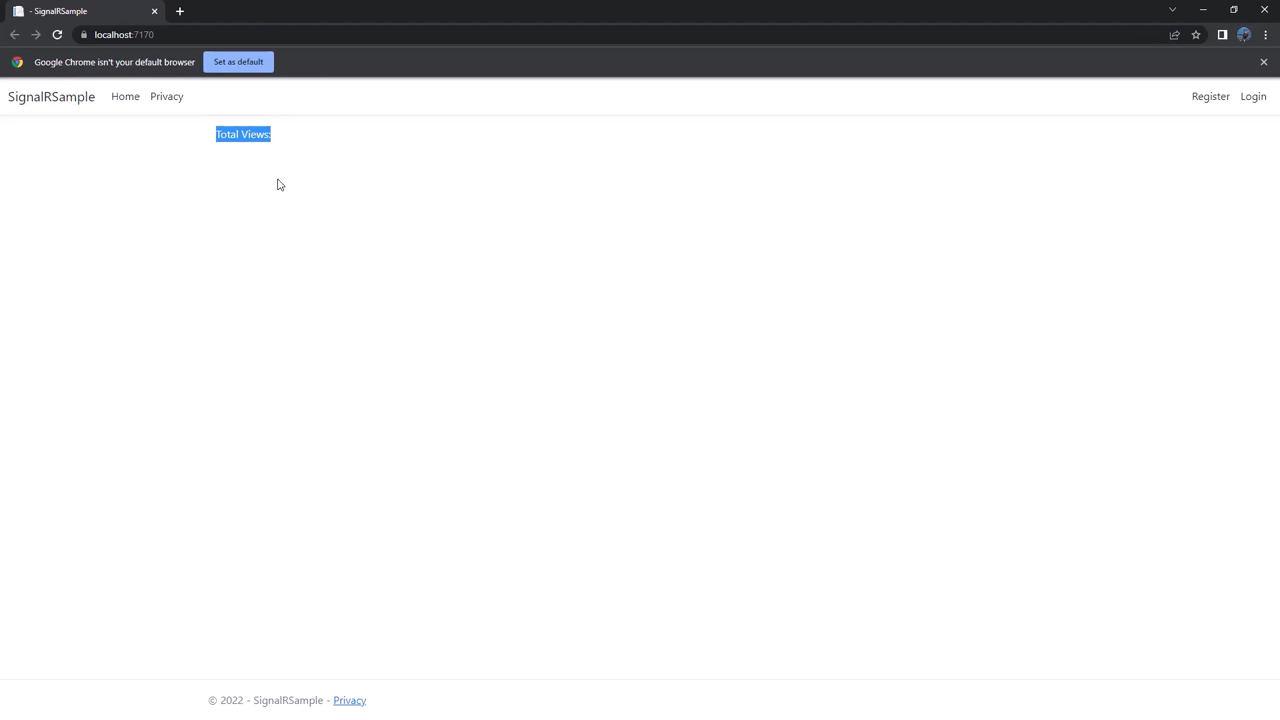 - SignalRSample
localhost:7170
Google Chrome isn't your default browser Set as default
SignalRSample Home Privacy Register Login
Total Views:
© 2022 - SignalRSample - Privacy